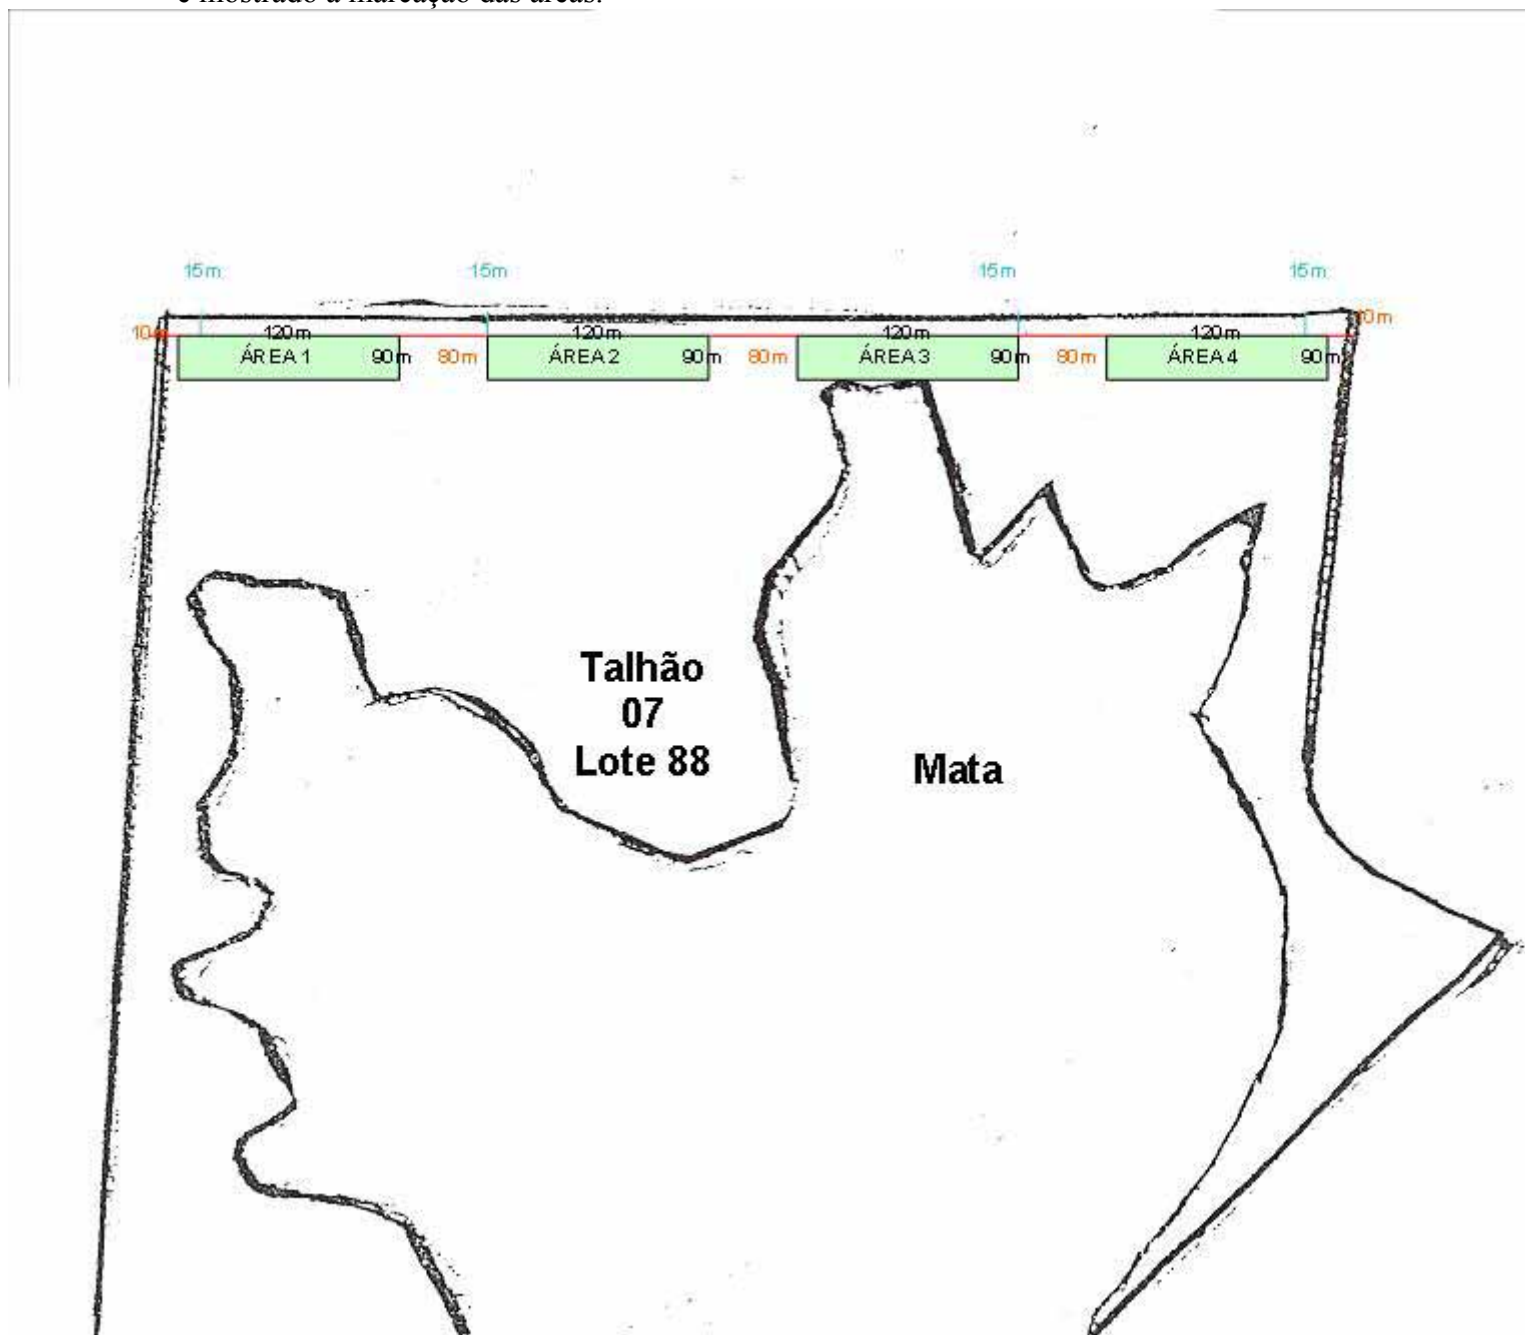 e mostrado a marcação das áreas.
15m 15m 15m 15m
10m 120m 120m 120m 120m 10m
ÁREA 1 90m 80m ÁREA 2 90m 80m ÁREA 3 90m 80m ÁREA 4 90m
Talhão
07
Lote 88
Mata